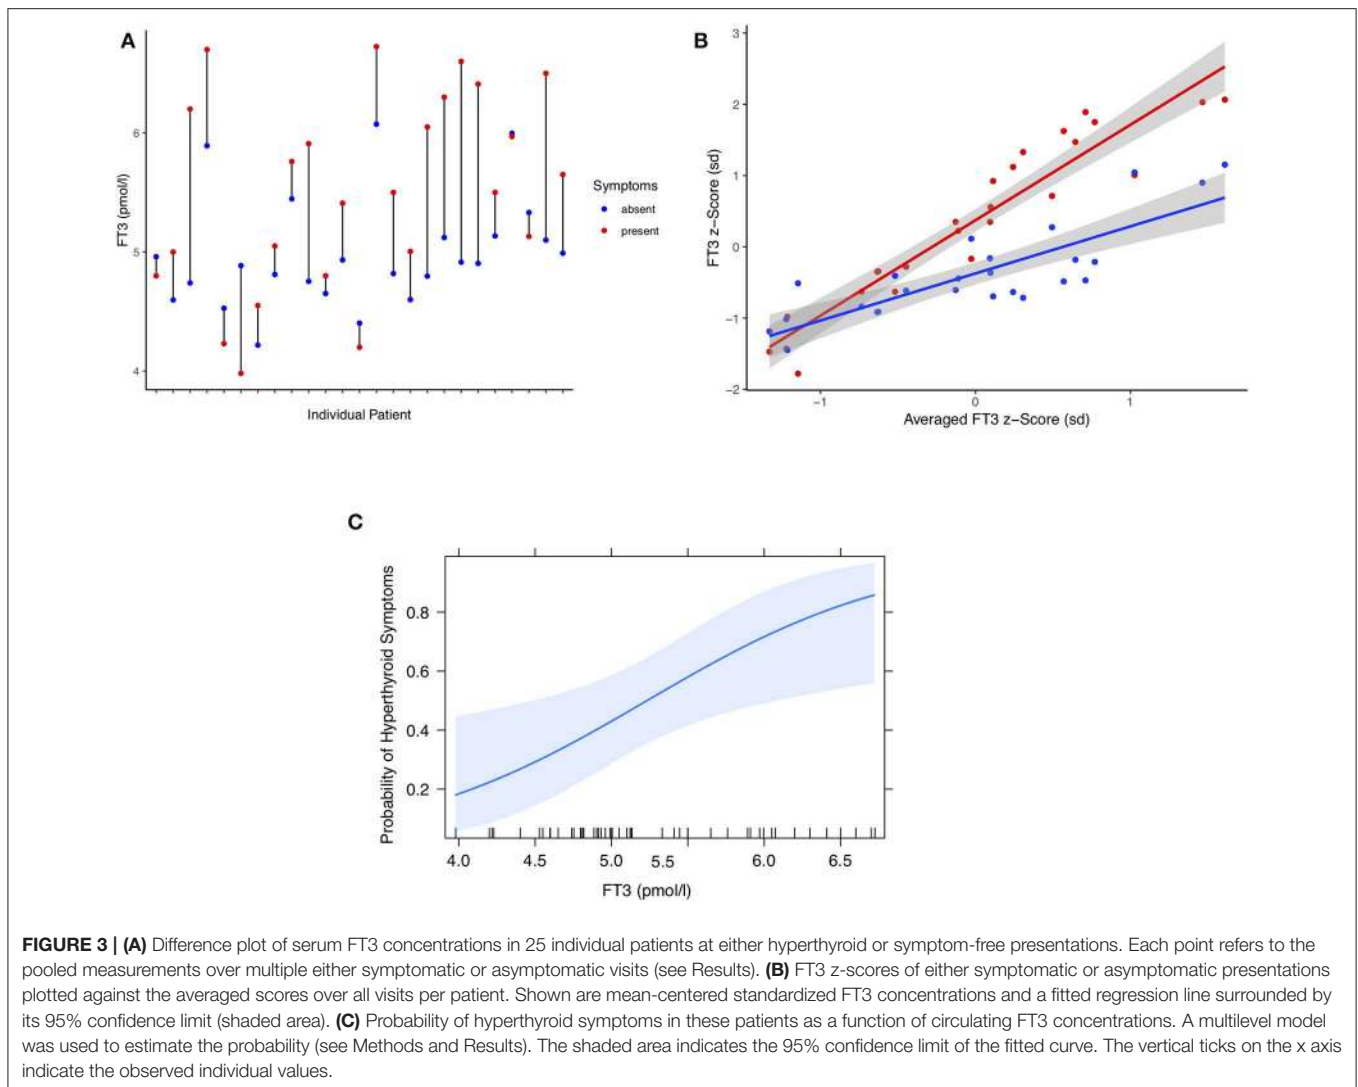 A
FT3 (pmol/l)
6
5
4
Individual Patient
Symptoms
absent
present
B
FT3 z−Score (sd)
3
2
1
0
−1
−2
−1
0
1
Averaged FT3 z−Score (sd)
C
Probability of Hyperthyroid Symptoms
0.8
0.6
0.4
0.2
4.0 4.5 5.0 5.5 6.0 6.5
FT3 (pmol/l)
FIGURE 3 | (A) Difference plot of serum FT3 concentrations in 25 individual patients at either hyperthyroid or symptom-free presentations. Each point refers to the
pooled measurements over multiple either symptomatic or asymptomatic visits (see Results). (B) FT3 z-scores of either symptomatic or asymptomatic presentations
plotted against the averaged scores over all visits per patient. Shown are mean-centered standardized FT3 concentrations and a fitted regression line surrounded by
its 95% confidence limit (shaded area). (C) Probability of hyperthyroid symptoms in these patients as a function of circulating FT3 concentrations. A multilevel model
was used to estimate the probability (see Methods and Results). The shaded area indicates the 95% confidence limit of the fitted curve. The vertical ticks on the x axis
indicate the observed individual values.